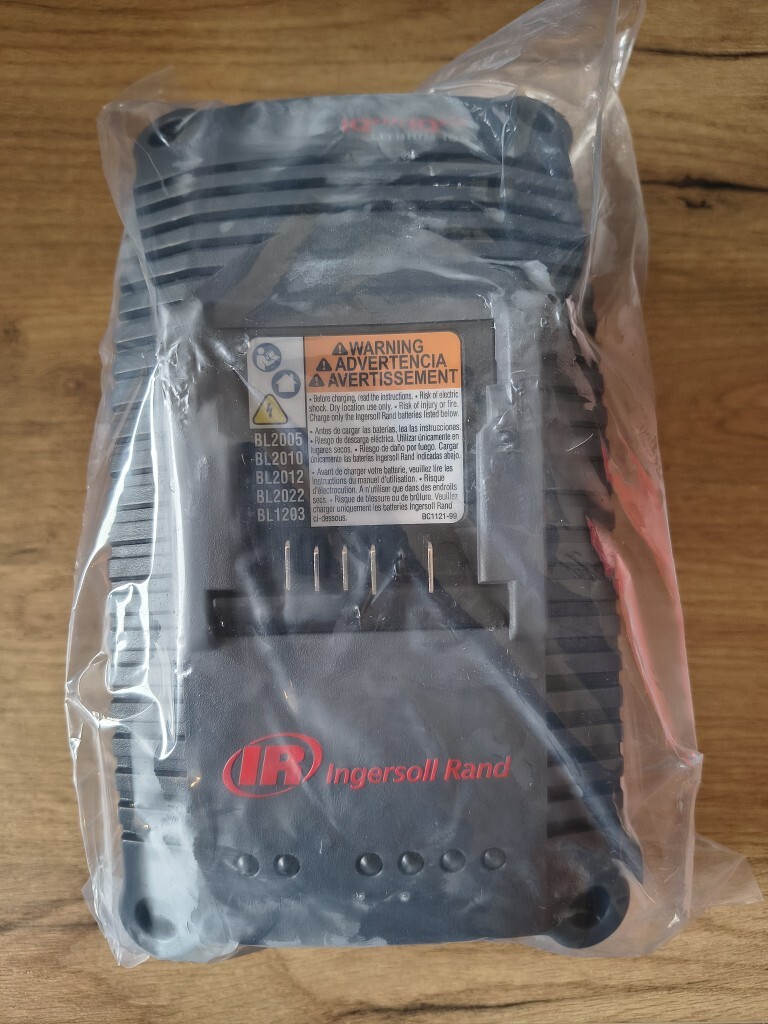 WARNING
ADVERTENCIA
AVERTISSEMENT
• Before charging, read the instructions. • Risk of electric
shock. Dry location use only. • Risk of injury or fire.
Charge only the Ingersoll Rand batteries listed below.
• Antes de cargar las baterías, lea las instrucciones.
• Riesgo de descarga eléctrica. Utilizar únicamente en
lugares secos. • Riesgo de daño por fuego. Cargar
únicamente las baterías Ingersoll Rand indicadas abajo.
• Avant de charger votre batterie, veuillez lire les
instructions du manuel d'utilisation. • Risque
d'électrocution. A n'utiliser que dans des endroits
secs. • Risque de blessure ou de brûlure. Veuillez
charger uniquement les batteries Ingersoll Rand
ci-dessous.
BC1121-99
BL2005
BL2010
BL2012
BL2022
BL1203
IR Ingersoll Rand